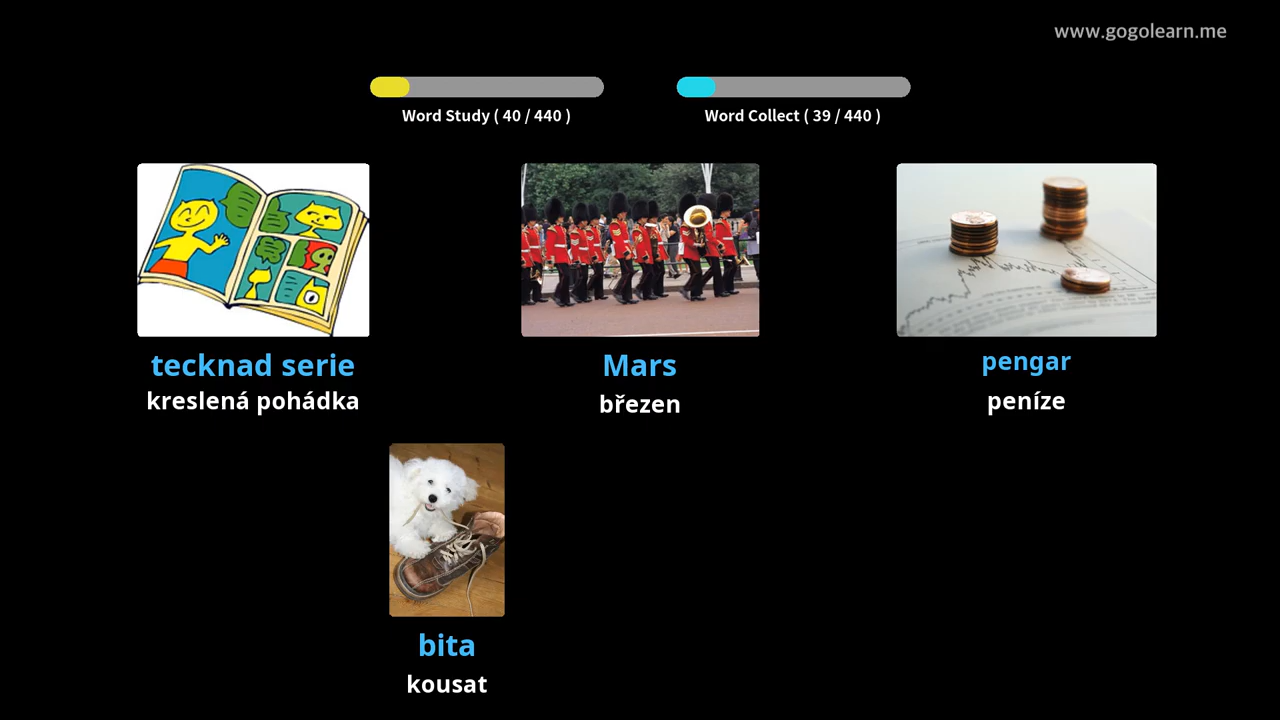 www.gogolearn.me
Word Study ( 40 / 440 )
Word Collect ( 39 / 440 )
tecknad serie
kreslená pohádka
Mars
březen
pengar
peníze
bita
kousat